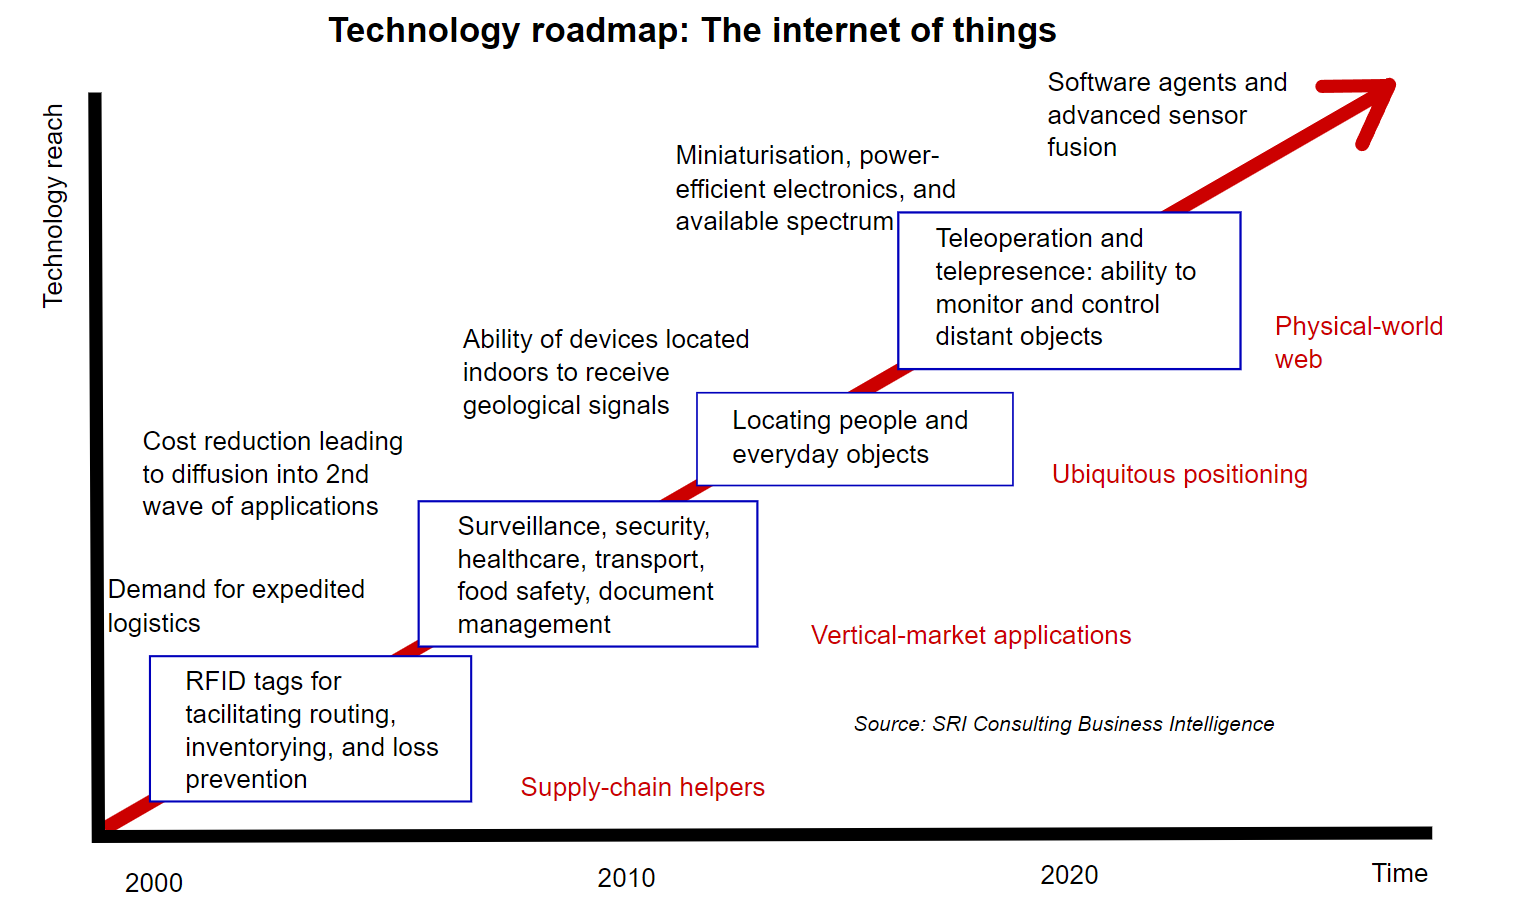 Technology roadmap: The internet of things
Technology reach
Software agents and
advanced sensor
fusion
Miniaturisation, power-
efficient electronics, and
available spectrum
Teleoperation and
telepresence: ability to
monitor and control
distant objects
Physical-world
web
Ability of devices located
indoors to receive
geological signals
Locating people and
everyday objects
Ubiquitous positioning
Cost reduction leading
to diffusion into 2nd
wave of applications
Surveillance, security,
healthcare, transport,
food safety, document
management
Vertical-market applications
Demand for expedited
logistics
RFID tags for
tacilitating routing,
inventorying, and loss
prevention
Supply-chain helpers
Source: SRI Consulting Business Intelligence
2000
2010
2020
Time